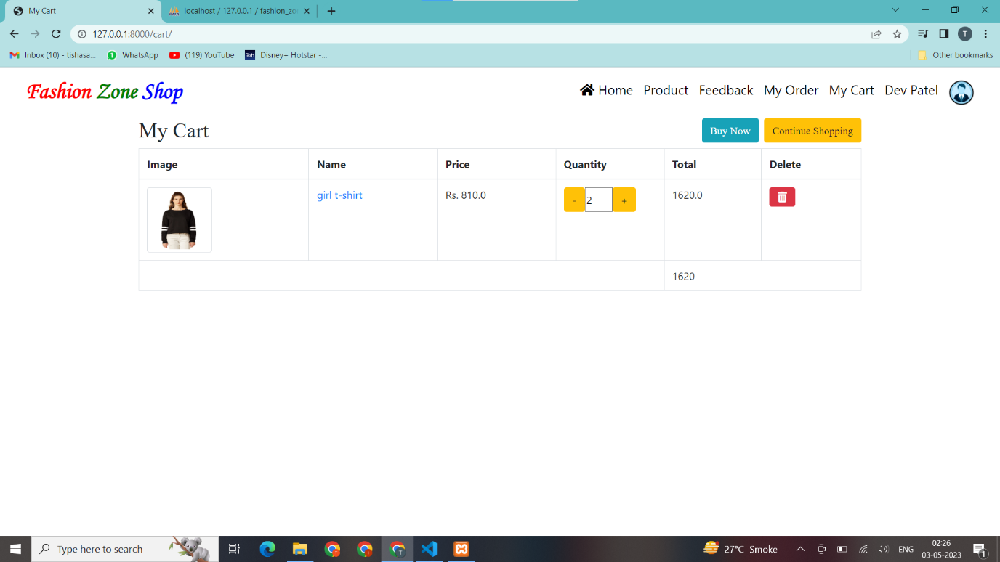 My Cart
localhost / 127.0.0.1 / fashion_zo
127.0.0.1:8000/cart/
T
Inbox (10) - tishasa...
WhatsApp
(119) YouTube
Disney+ Hotstar -...
Other bookmarks
Fashion Zone Shop
Home
Product
Feedback
My Order
My Cart
Dev Patel
My Cart
Buy Now
Continue Shopping
Image Name Price Quantity Total Delete
girl t-shirt Rs. 810.0 - 2 + 1620.0
1620
Type here to search
27°C Smoke
ENG
02:26
03-05-2023
1